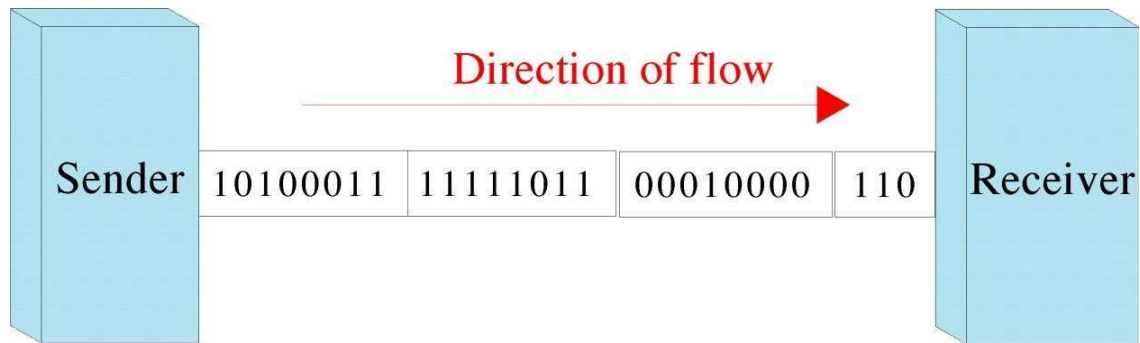 Direction of flow
Sender 10100011 11111011 00010000 110 Receiver